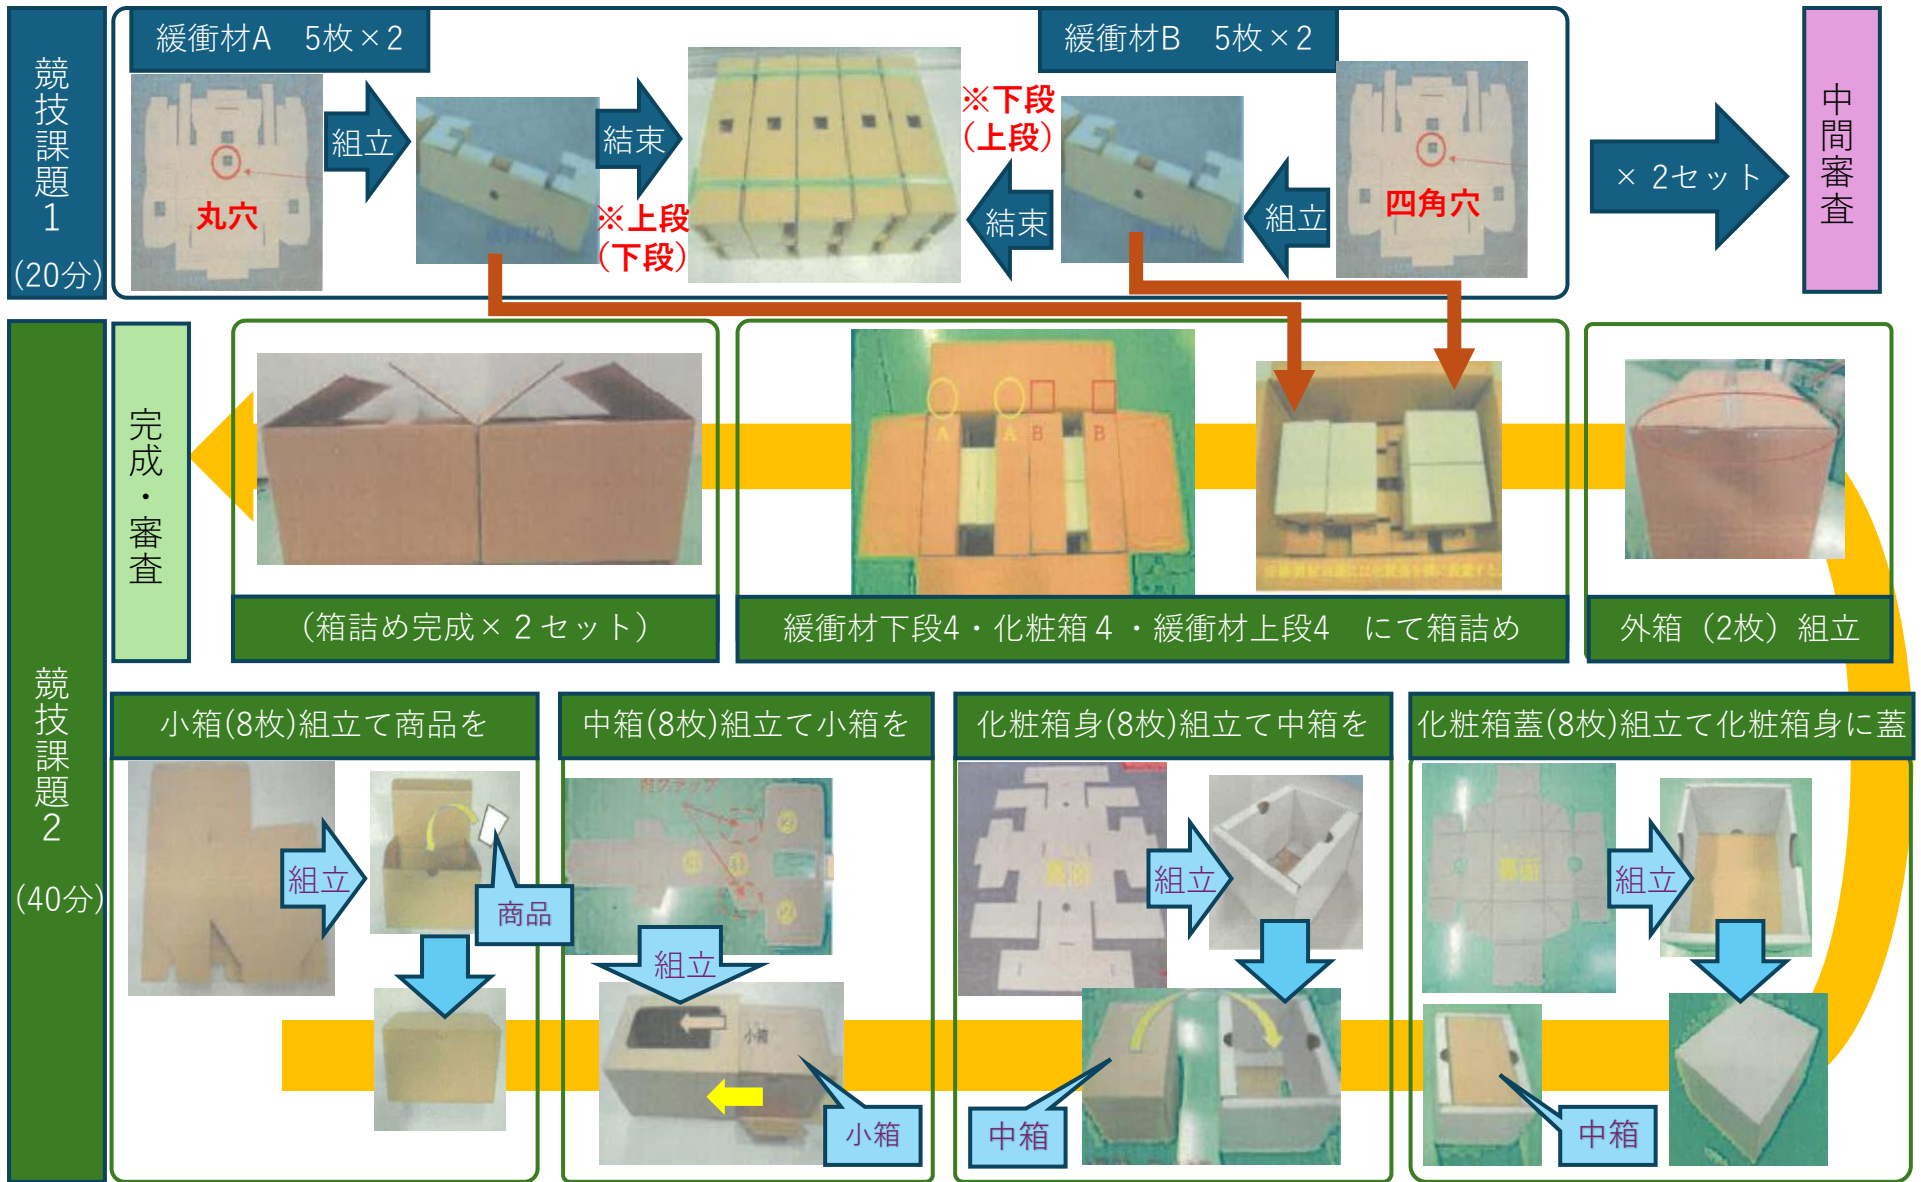 競技課題1
(20分)
緩衝材A　5枚×2
丸穴
組立
結束
※上段
(下段)
※下段
(上段)
結束
組立
緩衝材B　5枚×2
四角穴
× 2セット
中間審査
競技課題2
(40分)
小箱(8枚)組立て商品を
組立
商品
中箱(8枚)組立て小箱を
組立
小箱
小箱
化粧箱身(8枚)組立て中箱を
裏面
組立
中箱
化粧箱蓋(8枚)組立て化粧箱身に蓋
裏面
組立
中箱
外箱（2枚）組立
A
A
B
B
緩衝材下段4・化粧箱４・緩衝材上段4　にて箱詰め
（箱詰め完成×２セット）
完成・審査